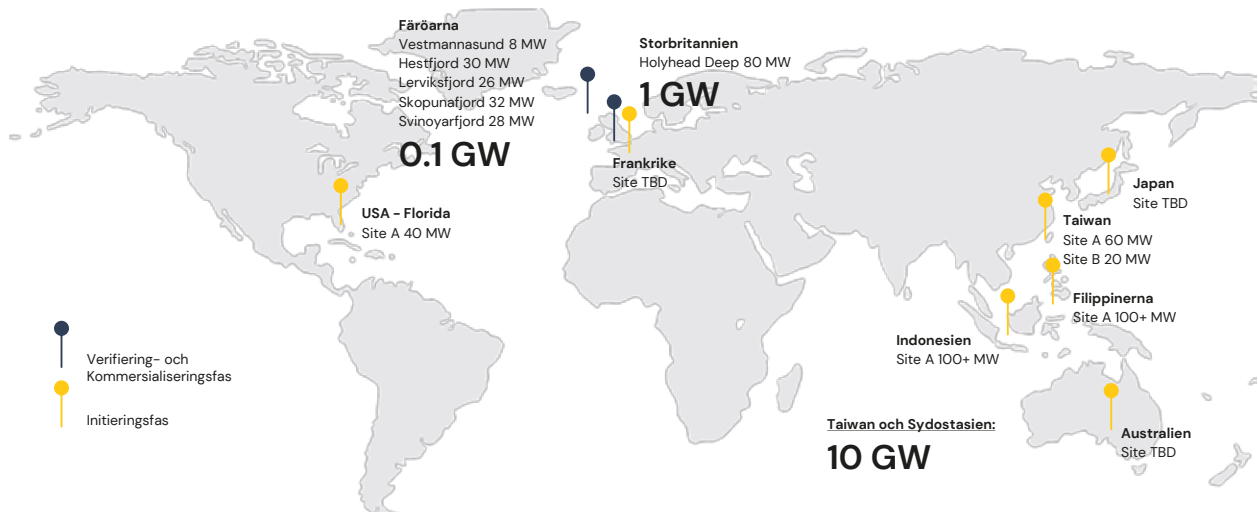 Färöarna
Vestmannasund 8 MW
Hestfjord 30 MW
Lerviksfjord 26 MW
Skopunafjord 32 MW
Svinoyarfjord 28 MW
0.1 GW
Storbritannien
Holyhead Deep 80 MW
1 GW
Frankrike
Site TBD
USA - Florida
Site A 40 MW
Japan
Site TBD
Taiwan
Site A 60 MW
Site B 20 MW
Filippinerna
Site A 100+ MW
Indonesien
Site A 100+ MW
Verifiering- och
Kommersialiseringsfas
Initieringsfas
Taiwan och Sydostasien:
10 GW
Australien
Site TBD